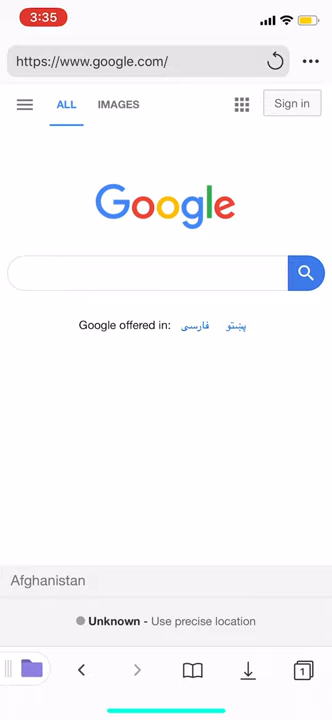 3:35
https://www.google.com/
ALL IMAGES Sign in
Google
Google offered in: فارسی پښتو
Afghanistan
Unknown - Use precise location
1